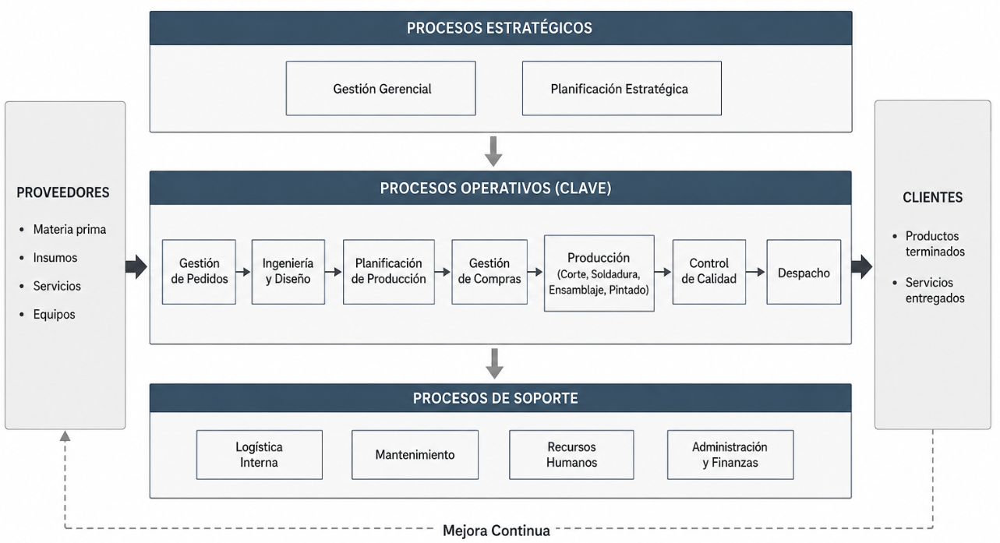 PROCESOS ESTRATÉGICOS
Gestión Gerencial
Planificación Estratégica
PROVEEDORES
• Materia prima
• Insumos
• Servicios
• Equipos
PROCESOS OPERATIVOS (CLAVE)
Gestión
de Pedidos
Ingeniería
y Diseño
Planificación
de Producción
Gestión
de Compras
Producción
(Corte, Soldadura,
Ensamblaje, Pintado)
Control
de Calidad
Despacho
CLIENTES
• Productos
terminados
• Servicios
entregados
PROCESOS DE SOPORTE
Logística
Interna
Mantenimiento
Recursos
Humanos
Administración
y Finanzas
Mejora Continua